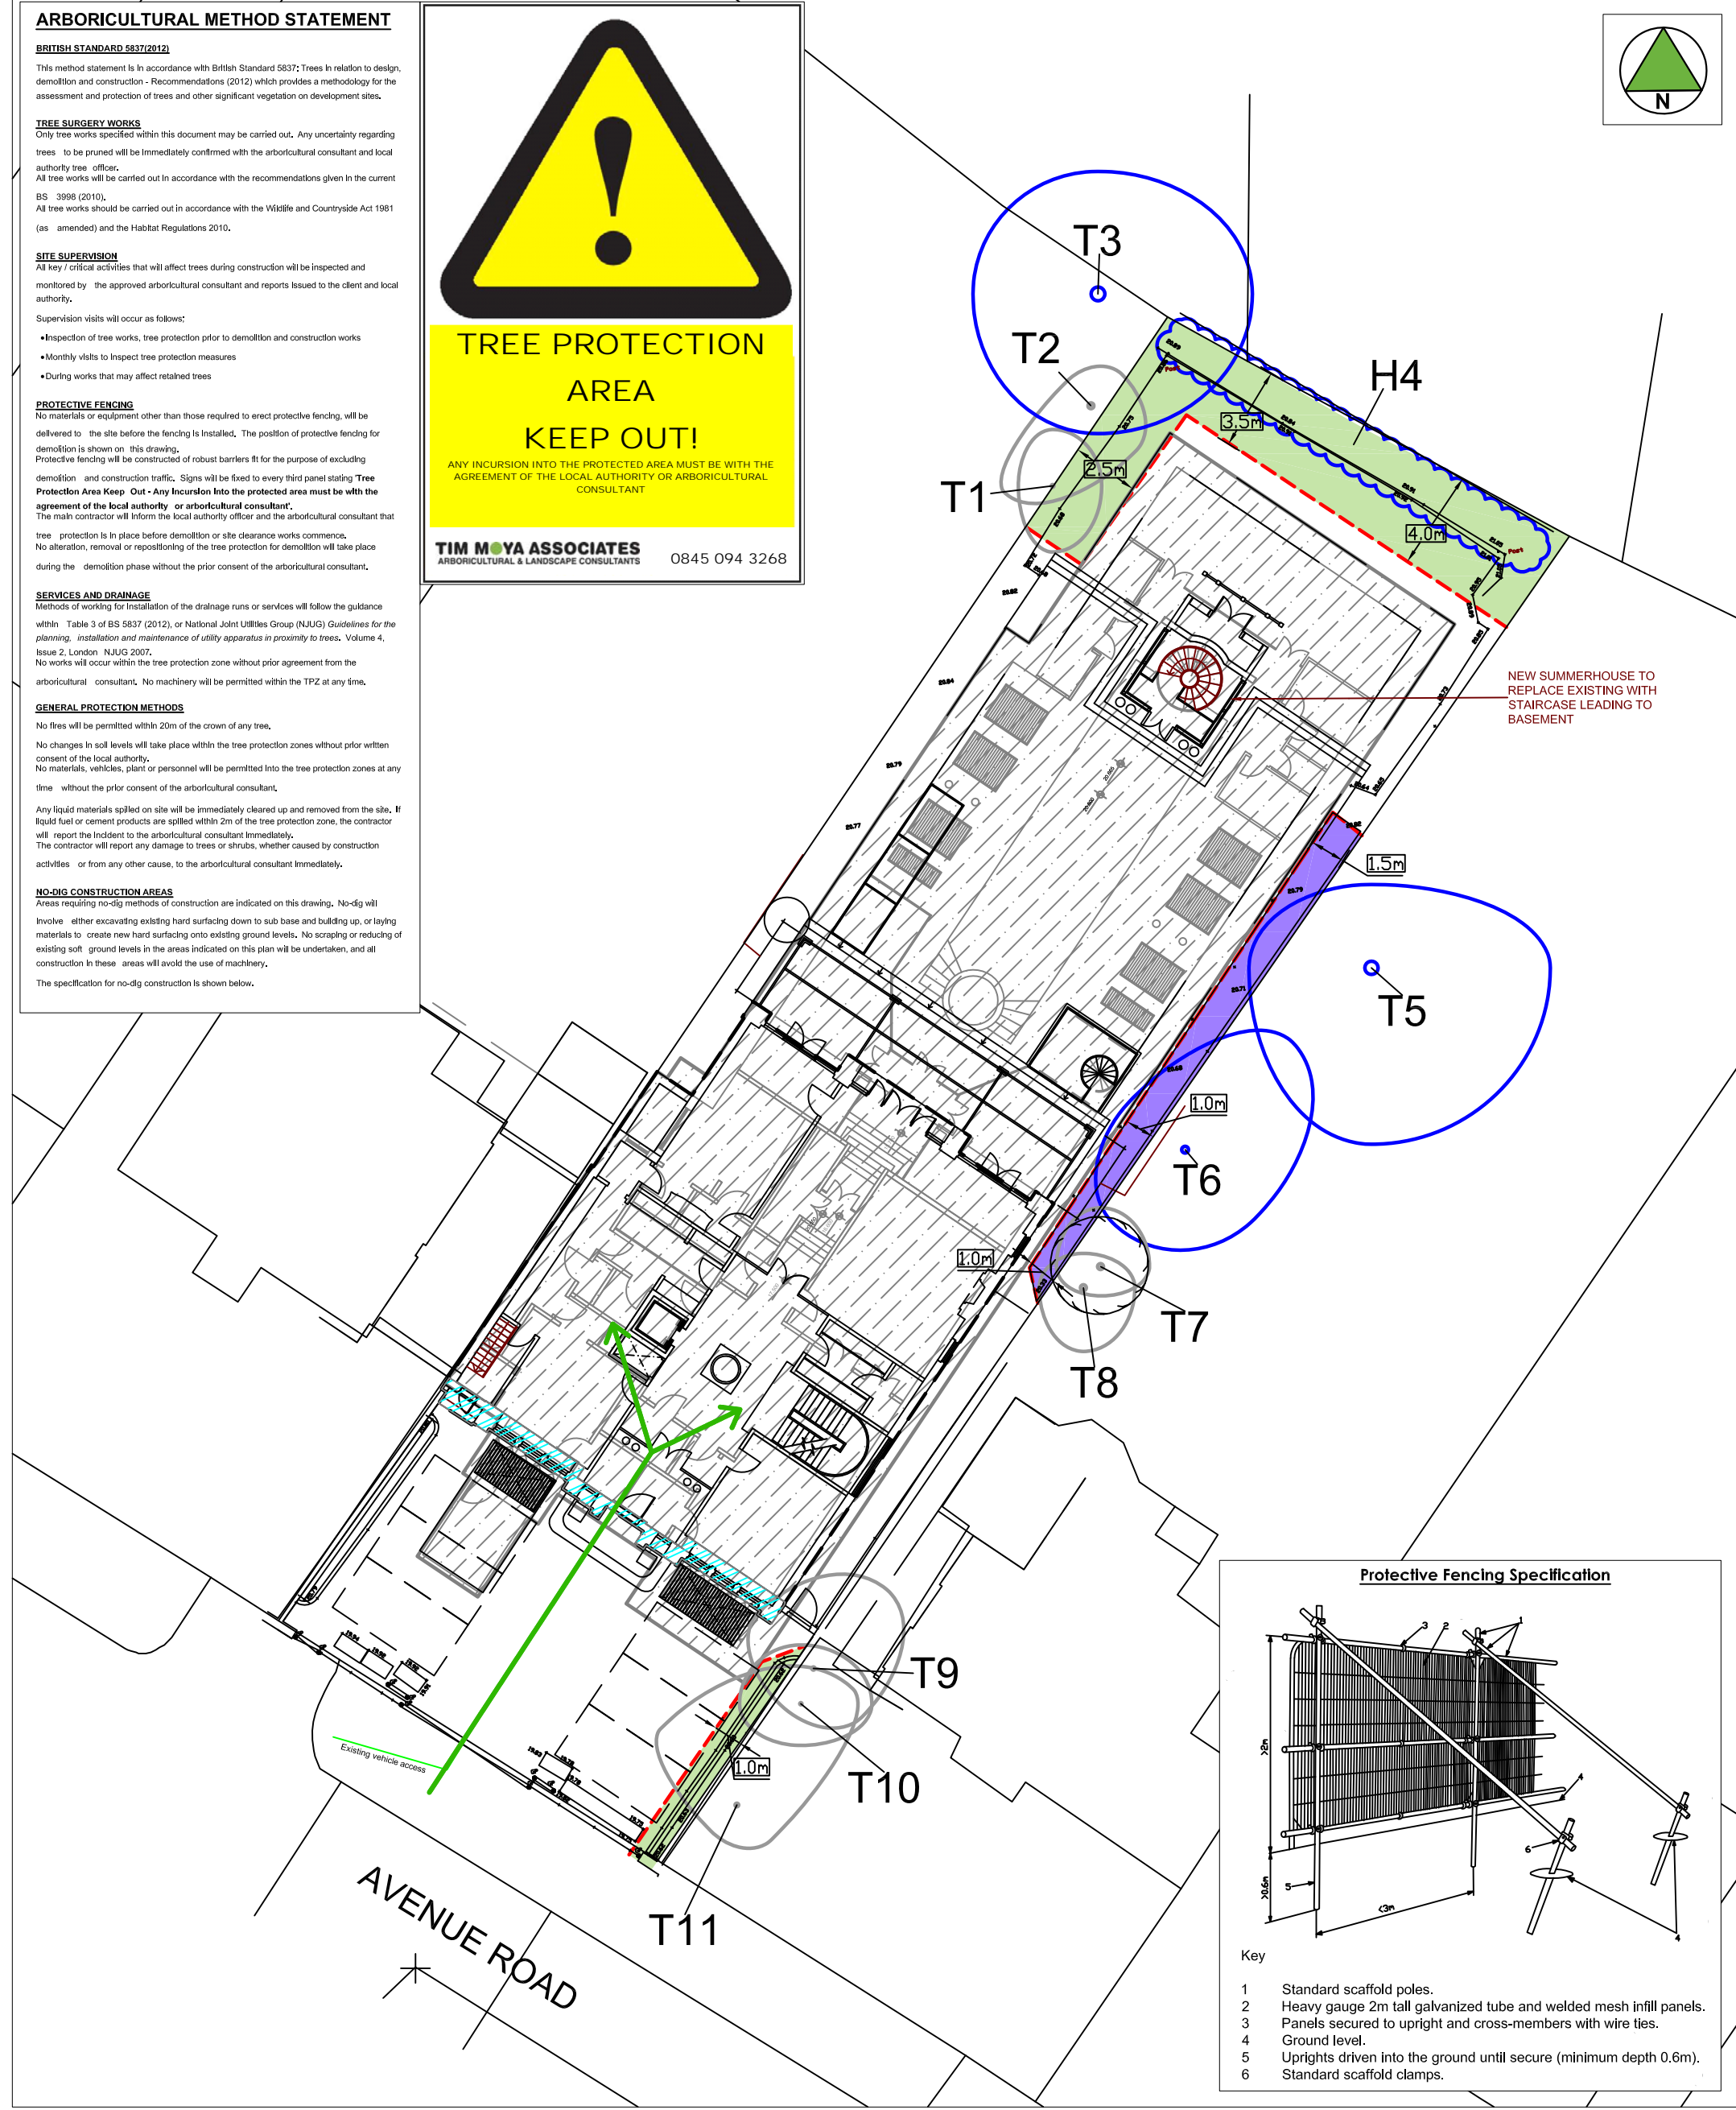 ARBORICULTURAL METHOD STATEMENT
BRITISH STANDARD 5837(2012)
This method statement is in accordance with British Standard 5837: Trees in relation to design,
demolition and construction - Recommendations (2012) which provides a methodology for the
assessment and protection of trees and other significant vegetation on development sites.
TREE SURGERY WORKS
Only tree works specified within this document may be carried out. Any uncertainty regarding
trees to be pruned will be immediately confirmed with the arboricultural consultant and local
authority tree officer.
All tree works will be carried out in accordance with the recommendations given in the current
BS 3998 (2010).
All tree works should be carried out in accordance with the Wildlife and Countryside Act 1981
(as amended) and the Habitat Regulations 2010.
SITE SUPERVISION
All key / critical activities that will affect trees during construction will be inspected and
monitored by the approved arboricultural consultant and reports issued to the client and local
authority.
Supervision visits will occur as follows:
•Inspection of tree works, tree protection prior to demolition and construction works
•Monthly visits to inspect tree protection measures
•During works that may affect retained trees
PROTECTIVE FENCING
No materials or equipment other than those required to erect protective fencing, will be
delivered to the site before the fencing is installed. The position of protective fencing for
demolition is shown on this drawing.
Protective fencing will be constructed of robust barriers fit for the purpose of excluding
demolition and construction traffic. Signs will be fixed to every third panel stating 'Tree
Protection Area Keep Out - Any Incursion into the protected area must be with the
agreement of the local authority or arboricultural consultant'.
The main contractor will inform the local authority officer and the arboricultural consultant that
tree protection is in place before demolition or site clearance works commence.
No alteration, removal or repositioning of the tree protection for demolition will take place
during the demolition phase without the prior consent of the arboricultural consultant.
SERVICES AND DRAINAGE
Methods of working for installation of the drainage runs or services will follow the guidance
within Table 3 of BS 5837 (2012), or National Joint Utilities Group (NJUG) Guidelines for the
planning, installation and maintenance of utility apparatus in proximity to trees. Volume 4,
Issue 2, London NJUG 2007.
No works will occur within the tree protection zone without prior agreement from the
arboricultural consultant. No machinery will be permitted within the TPZ at any time.
GENERAL PROTECTION METHODS
No fires will be permitted within 20m of the crown of any tree.
No changes in soil levels will take place within the tree protection zones without prior written
consent of the local authority.
No materials, vehicles, plant or personnel will be permitted into the tree protection zones at any
time without the prior consent of the arboricultural consultant.
Any liquid materials spilled on site will be immediately cleared up and removed from the site. If
liquid fuel or cement products are spilled within 2m of the tree protection zone, the contractor
will report the incident to the arboricultural consultant immediately.
The contractor will report any damage to trees or shrubs, whether caused by construction
activities or from any other cause, to the arboricultural consultant immediately.
NO-DIG CONSTRUCTION AREAS
Areas requiring no-dig methods of construction are indicated on this drawing. No-dig will
involve either excavating existing hard surfacing down to sub base and building up, or laying
materials to create new hard surfacing onto existing ground levels. No scraping or reducing of
existing soft ground levels in the areas indicated on this plan will be undertaken, and all
construction in these areas will avoid the use of machinery.
The specification for no-dig construction is shown below.
!
TREE PROTECTION
AREA
KEEP OUT!
ANY INCURSION INTO THE PROTECTED AREA MUST BE WITH THE
AGREEMENT OF THE LOCAL AUTHORITY OR ARBORICULTURAL
CONSULTANT
TIM MOYA ASSOCIATES
ARBORICULTURAL & LANDSCAPE CONSULTANTS
0845 094 3268
N
T3
T2
H4
3.5m
2.5m
T1
4.0m
Post
Post
20.82
20.84
20.79
20.77
NEW SUMMERHOUSE TO
REPLACE EXISTING WITH
STAIRCASE LEADING TO
BASEMENT
1.5m
20.79
20.71
T5
1.0m
T6
1.0m
T7
T8
T9
T10
1.0m
T11
Existing vehicle access
AVENUE ROAD
Protective Fencing Specification
1
3
2
>2m
4
6
5
>0.6m
<3m
4
Key
1 Standard scaffold poles.
2 Heavy gauge 2m tall galvanized tube and welded mesh infill panels.
3 Panels secured to upright and cross-members with wire ties.
4 Ground level.
5 Uprights driven into the ground until secure (minimum depth 0.6m).
6 Standard scaffold clamps.